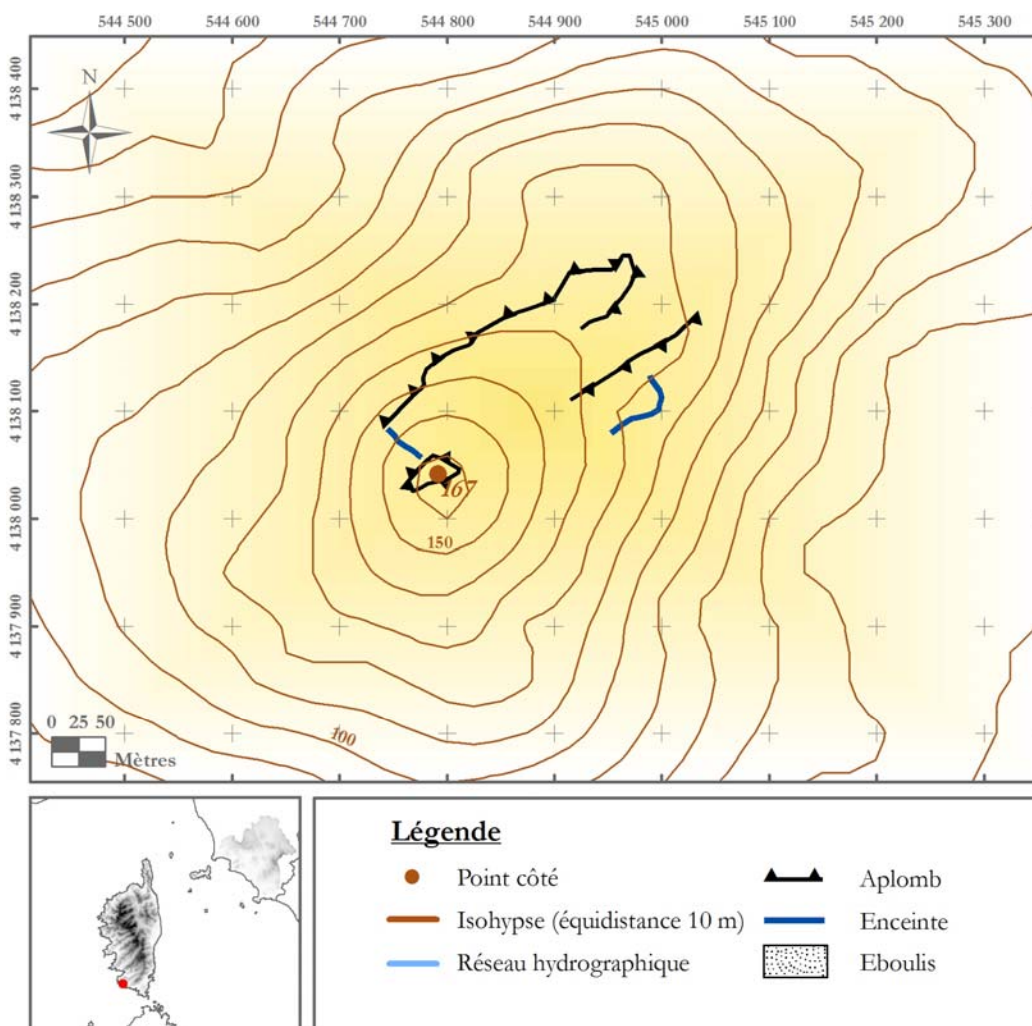 544 500 544 600 544 700 544 800 544 900 545 000 545 100 545 200 545 300
4 138 400
N
4 138 300
4 138 200
4 138 100
167
4 138 000
150
4 137 900
4 137 800
0 25 50
100
Mètres
Légende
Point côté
Aplomb
Isohypse (équidistance 10 m)
Enceinte
Réseau hydrographique
Eboulis